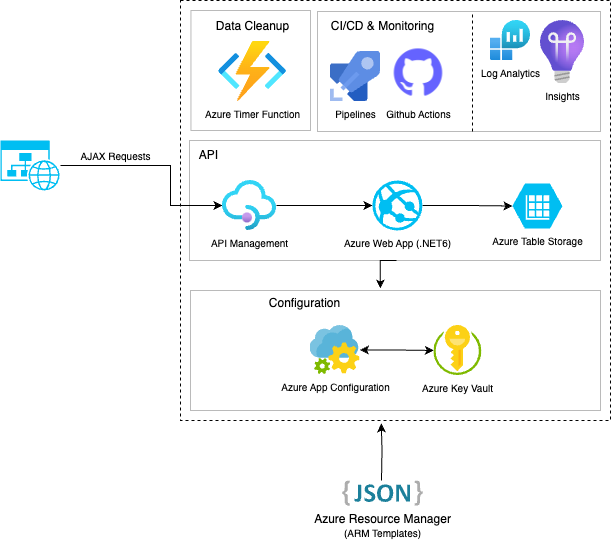 Data Cleanup
Azure Timer Function
CI/CD & Monitoring
Pipelines
Github Actions
Log Analytics
Insights
AJAX Requests
API
API Management
Azure Web App (.NET6)
Azure Table Storage
Configuration
Azure App Configuration
Azure Key Vault
{JSON}
Azure Resource Manager
(ARM Templates)